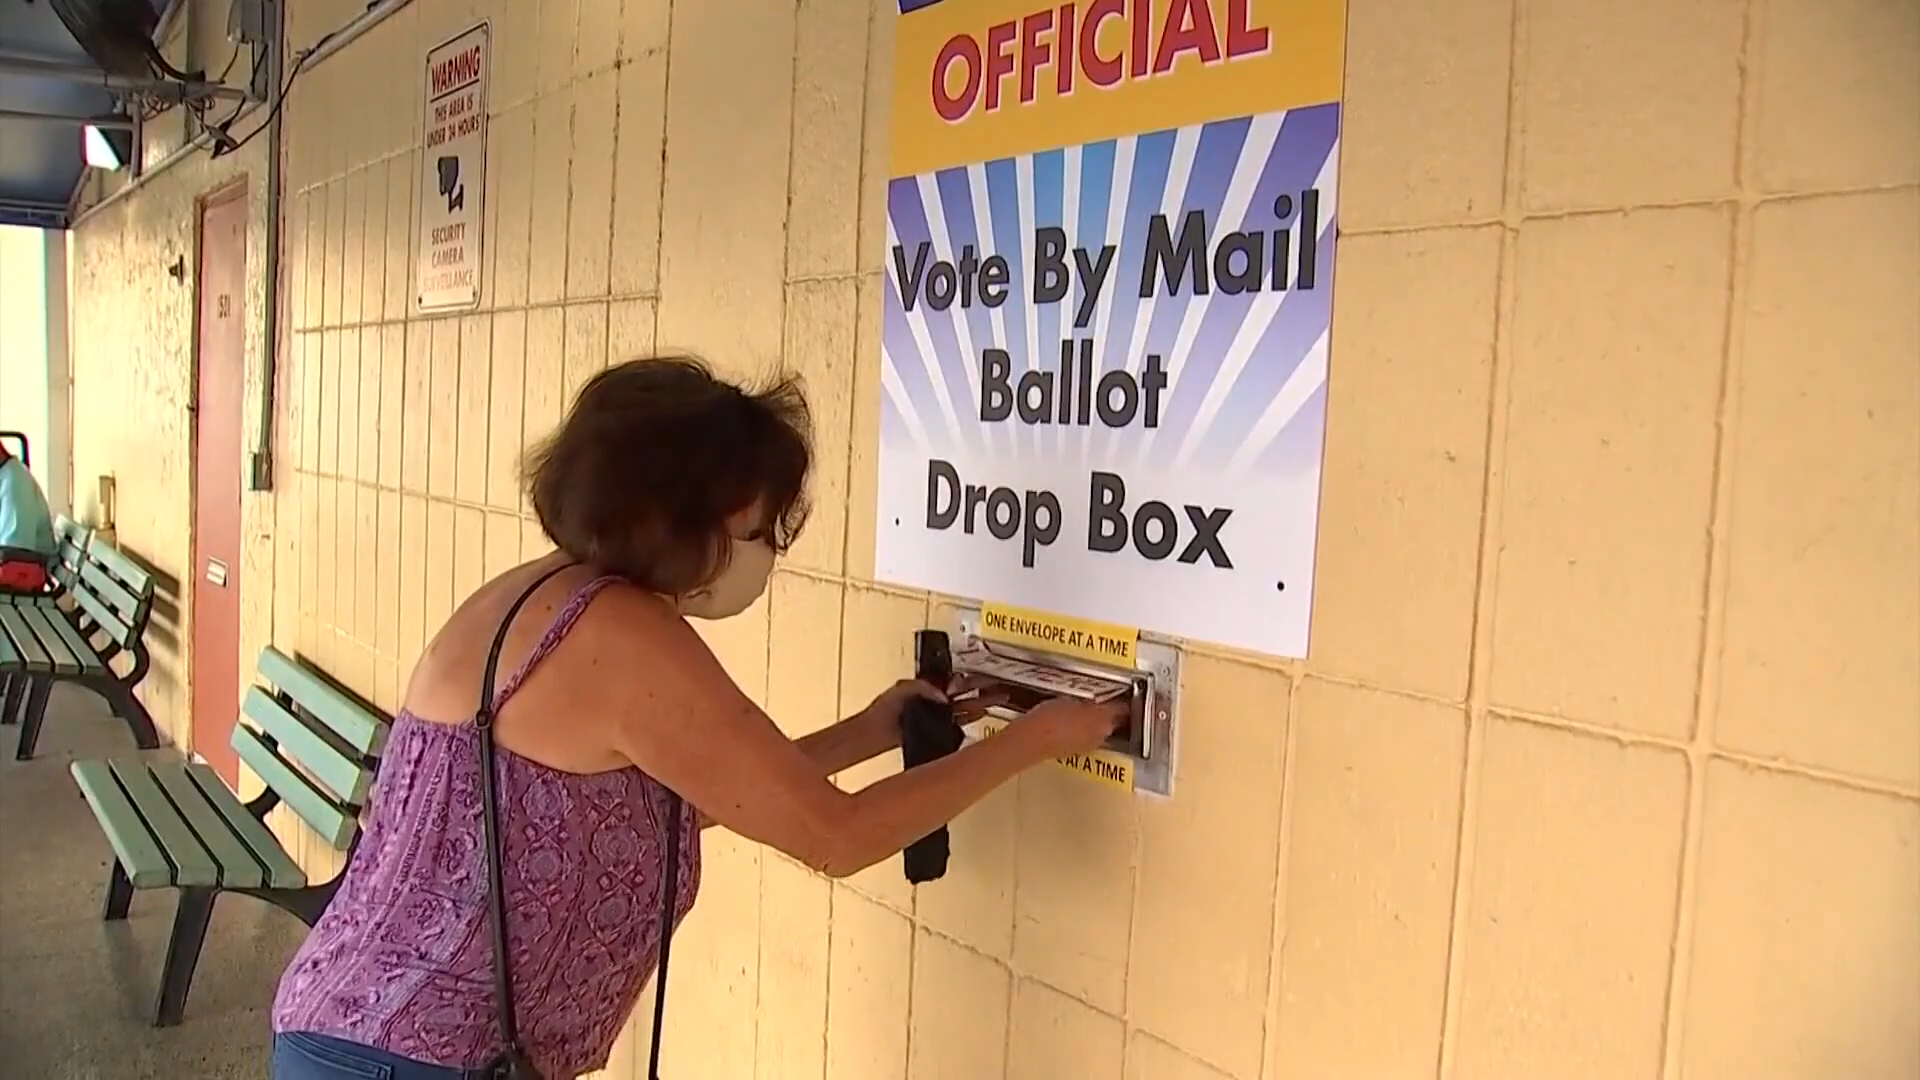 WARNING
THIS AREA IS
UNDER 24 HOURS
SECURITY
CAMERA
SURVEILLANCE
501
OFFICIAL
Vote By Mail
Ballot
Drop Box
ONE ENVELOPE AT A TIME
AT A TIME